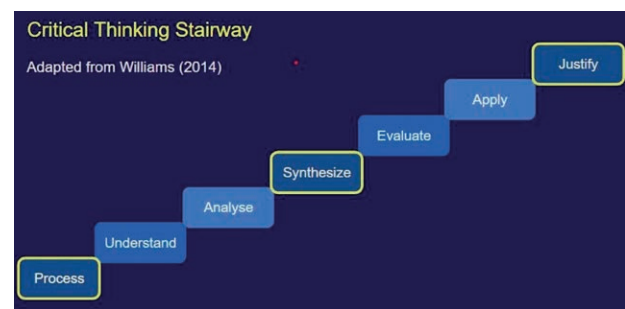 Critical Thinking Stairway
Adapted from Williams (2014)
Justify
Apply
Evaluate
Synthesize
Analyse
Understand
Process